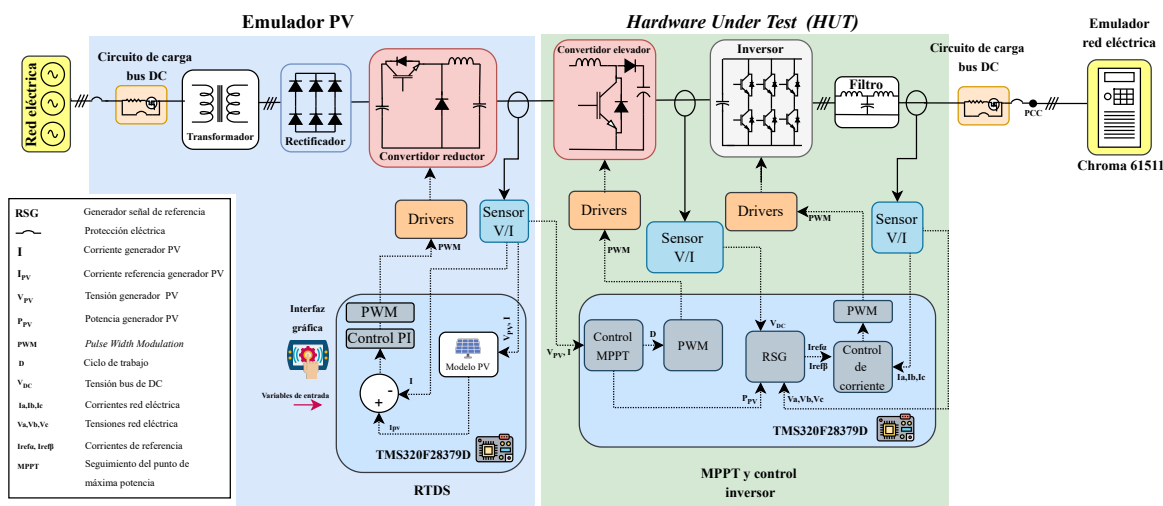 Emulador PV
Hardware Under Test (HUT)
Emulador
red eléctrica
Red eléctrica
Circuito de carga
bus DC
Transformador
Rectificador
Convertidor reductor
Convertidor elevador
Inversor
Filtro
Circuito de carga
bus DC
PCC
Chroma 61511
Drivers
PWM
Sensor
V/I
Drivers
PWM
Sensor
V/I
Drivers
PWM
Sensor
V/I
RSG Generador señal de referencia
Protección eléctrica
I Corriente generador PV
IPV Corriente referencia generador PV
VPV Tensión generador PV
PPV Potencia generador PV
PWM Pulse Width Modulation
D Ciclo de trabajo
VDC Tensión bus de DC
Ia,Ib,Ic Corrientes red eléctrica
Va,Vb,Vc Tensiones red eléctrica
Irefα, Irefβ Corrientes de referencia
MPPT Seguimiento del punto de
máxima potencia
Interfaz
gráfica
Variables de entrada
PWM
Control PI
Modelo PV
VPV, I
I
-
+
Ipv
TMS320F28379D
RTDS
VPV, I
Control
MPPT
D
PWM
VDC
RSG
Irefα
Irefβ
PWM
Control
de
corriente
Ia,Ib,Ic
PPV
Va,Vb,Vc
TMS320F28379D
MPPT y control
inversor